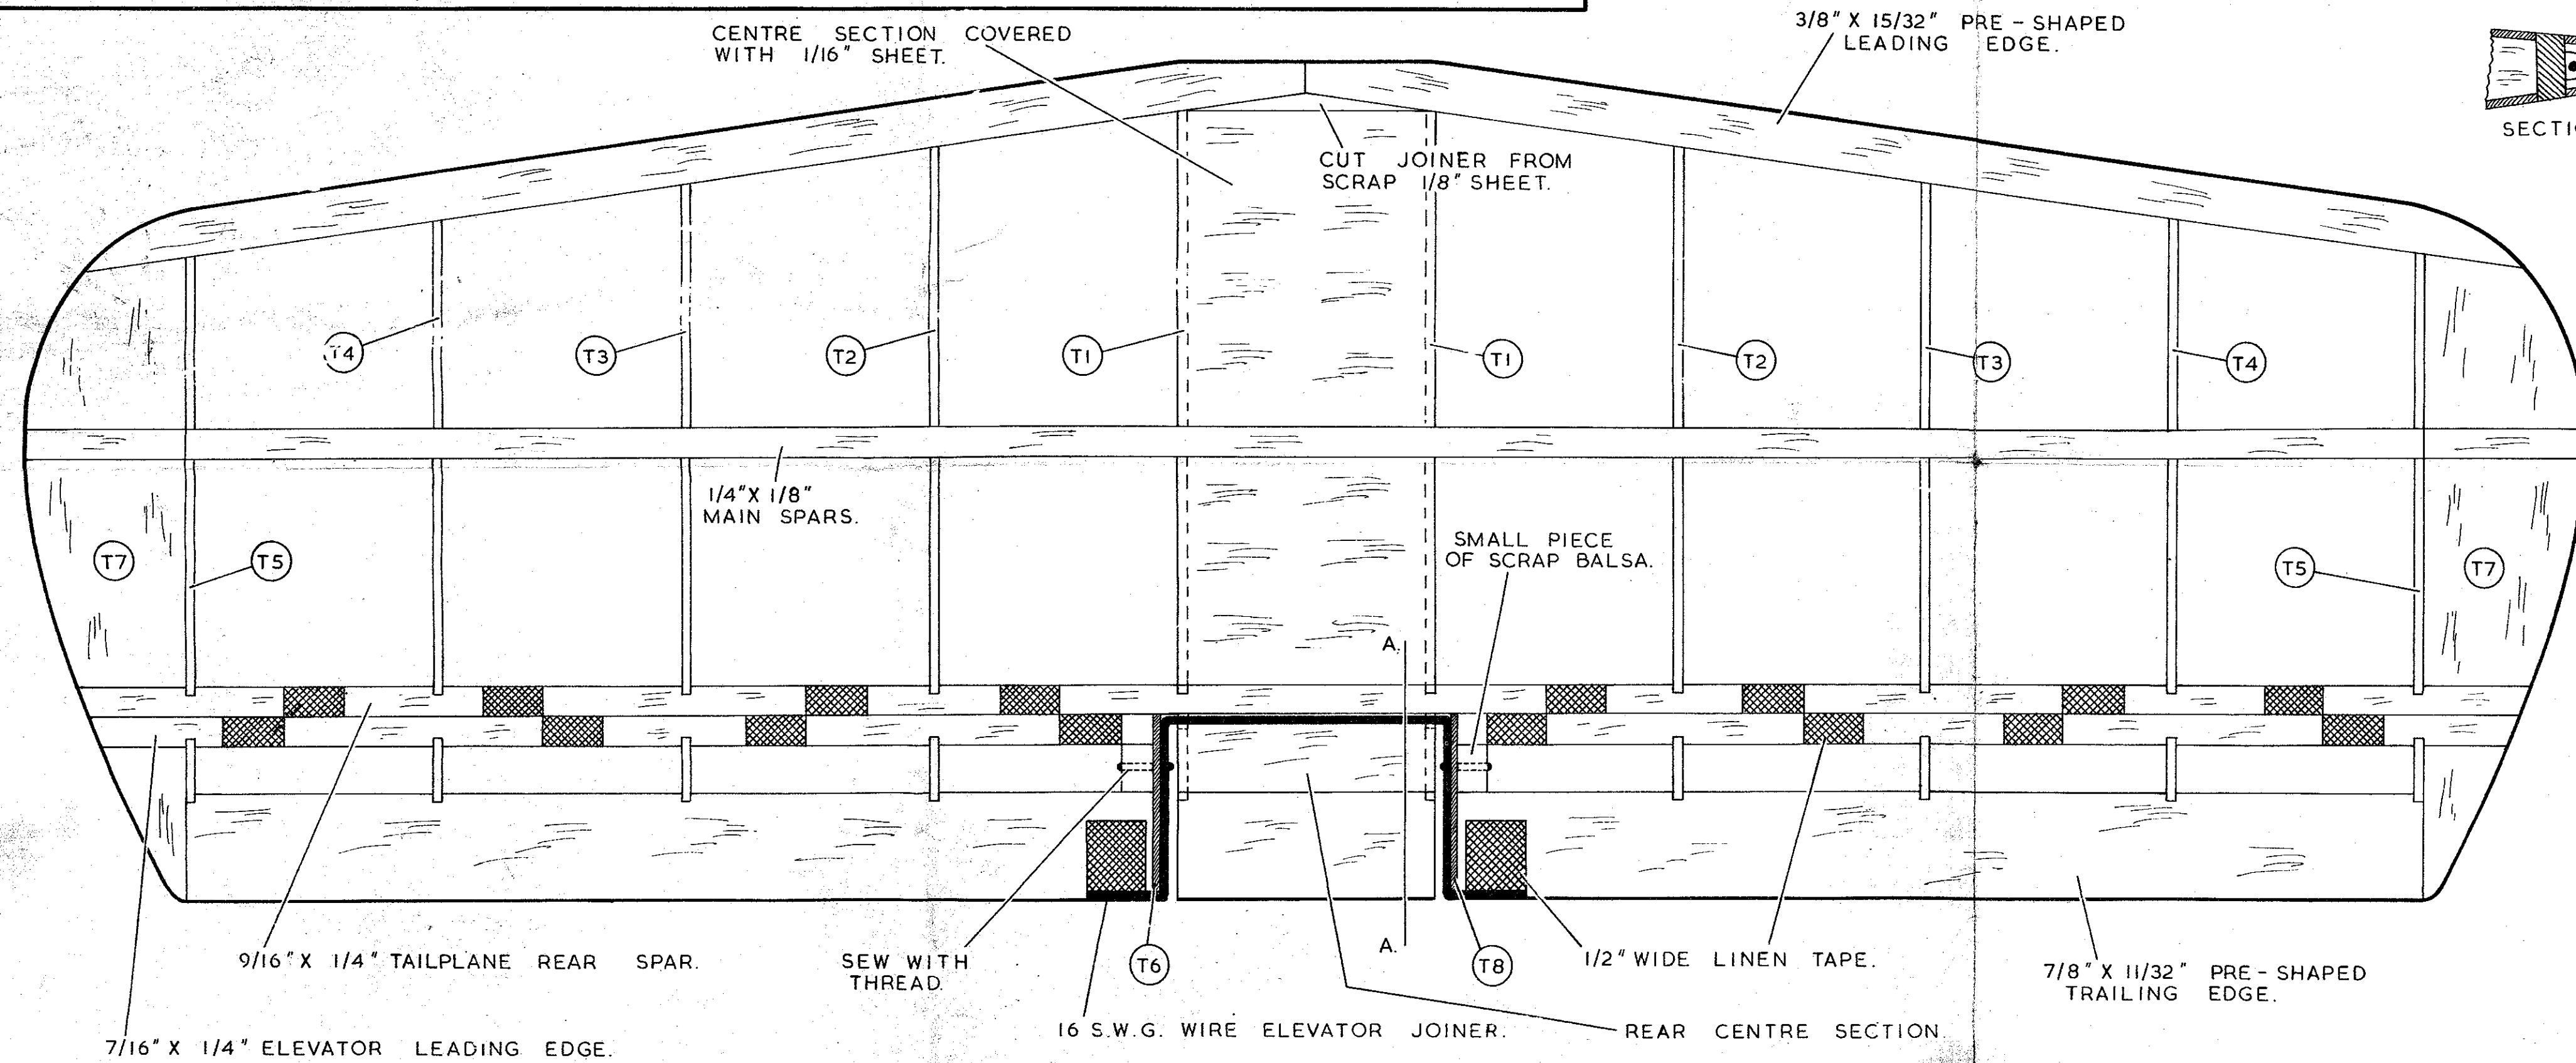 CENTRE SECTION COVERED
WITH 1/16" SHEET.
3/8" X 15/32" PRE-SHAPED
LEADING EDGE.
CUT JOINER FROM
SCRAP 1/8" SHEET.
T4
T3
T2
T1
T1
T2
T3
T4
1/4" X 1/8"
MAIN SPARS.
SMALL PIECE
OF SCRAP BALSA.
T7
T5
T5
T7
A.
A.
9/16" X 1/4" TAILPLANE REAR SPAR.
SEW WITH
THREAD.
T6
T8
1/2" WIDE LINEN TAPE.
7/8" X 11/32" PRE-SHAPED
TRAILING EDGE.
16 S.W.G. WIRE ELEVATOR JOINER.
REAR CENTRE SECTION.
7/16" X 1/4" ELEVATOR LEADING EDGE.